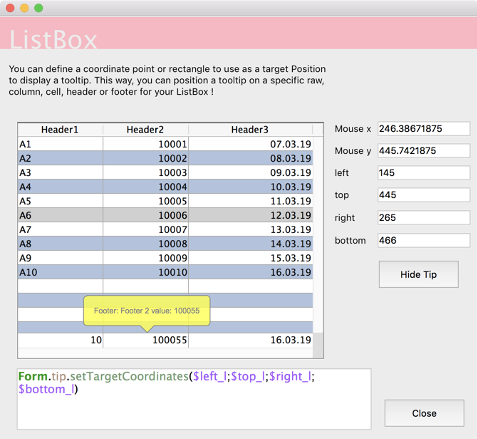 ListBox
You can define a coordinate point or rectangle to use as a target Position
to display a tooltip. This way, you can position a tooltip on a specific raw,
column, cell, header or footer for your ListBox !
Header1 Header2 Header3
A1 10001 07.03.19
A2 10002 08.03.19
A3 10003 09.03.19
A4 10004 10.03.19
A5 10005 11.03.19
A6 10006 12.03.19
A7 10007 13.03.19
A8 10008 14.03.19
A9 10009 15.03.19
A10 10010 16.03.19
Footer: Footer 2 value: 100055
10 100055 16.03.19
Mouse x 246.38671875
Mouse y 445.7421875
left 145
top 445
right 265
bottom 466
Hide Tip
Form.tip.setTargetCoordinates($left_l;$top_l;$right_l;
$bottom_l)
Close